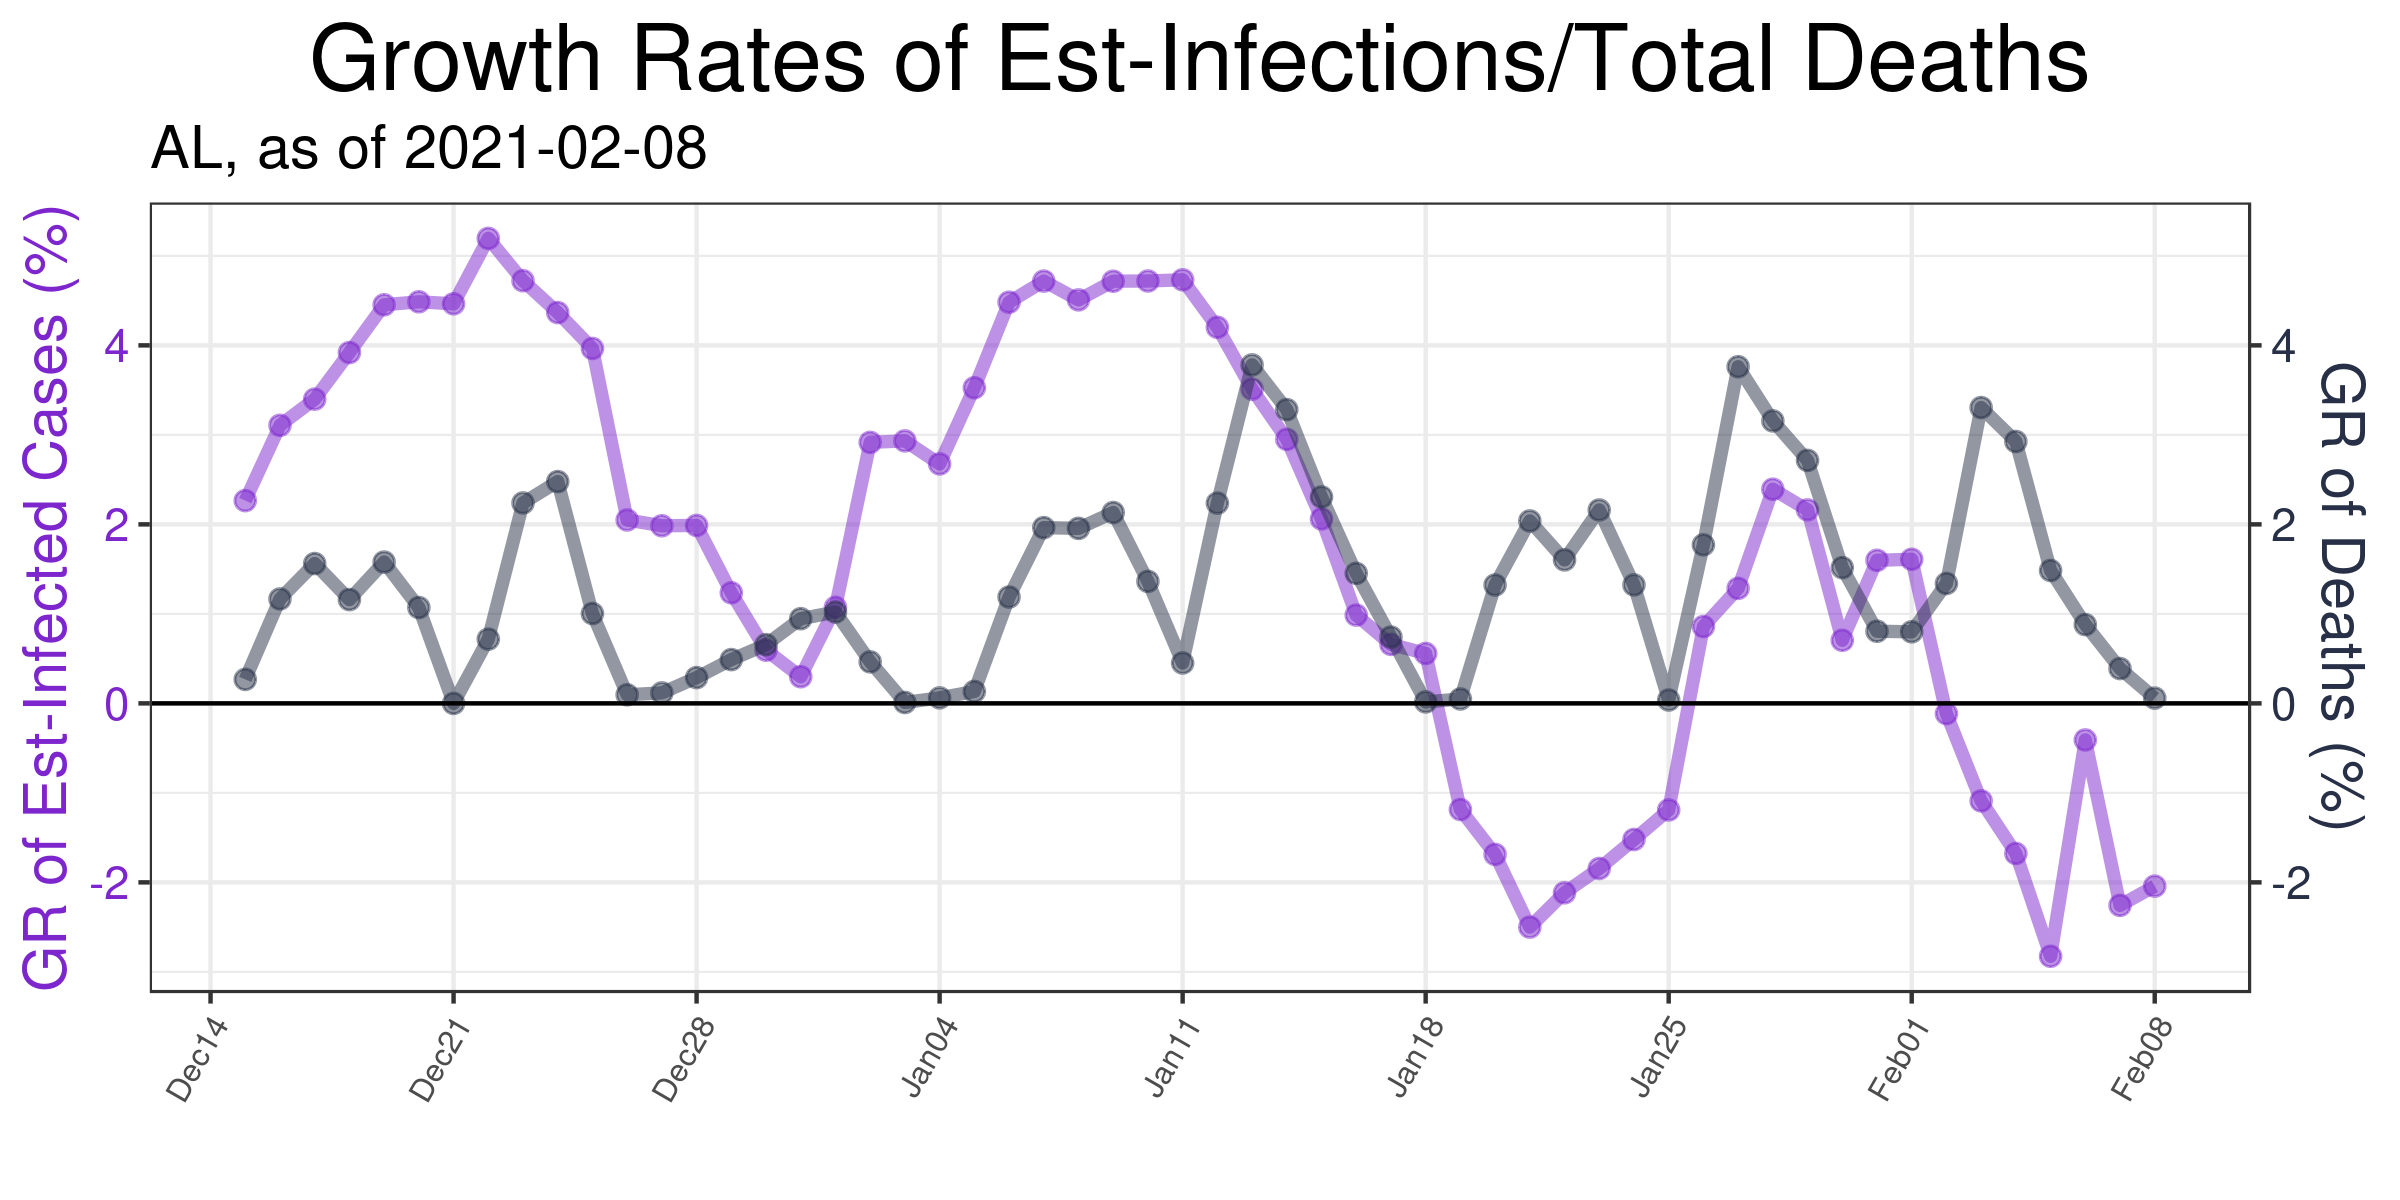 Growth Rates of Est-Infections/Total Deaths
AL, as of 2021-02-08
GR of Est-Infected Cases (%)
4
2
0
-2
4
2
0
-2
GR of Deaths (%)
Dec14
Dec21
Dec28
Jan04
Jan11
Jan18
Jan25
Feb01
Feb08